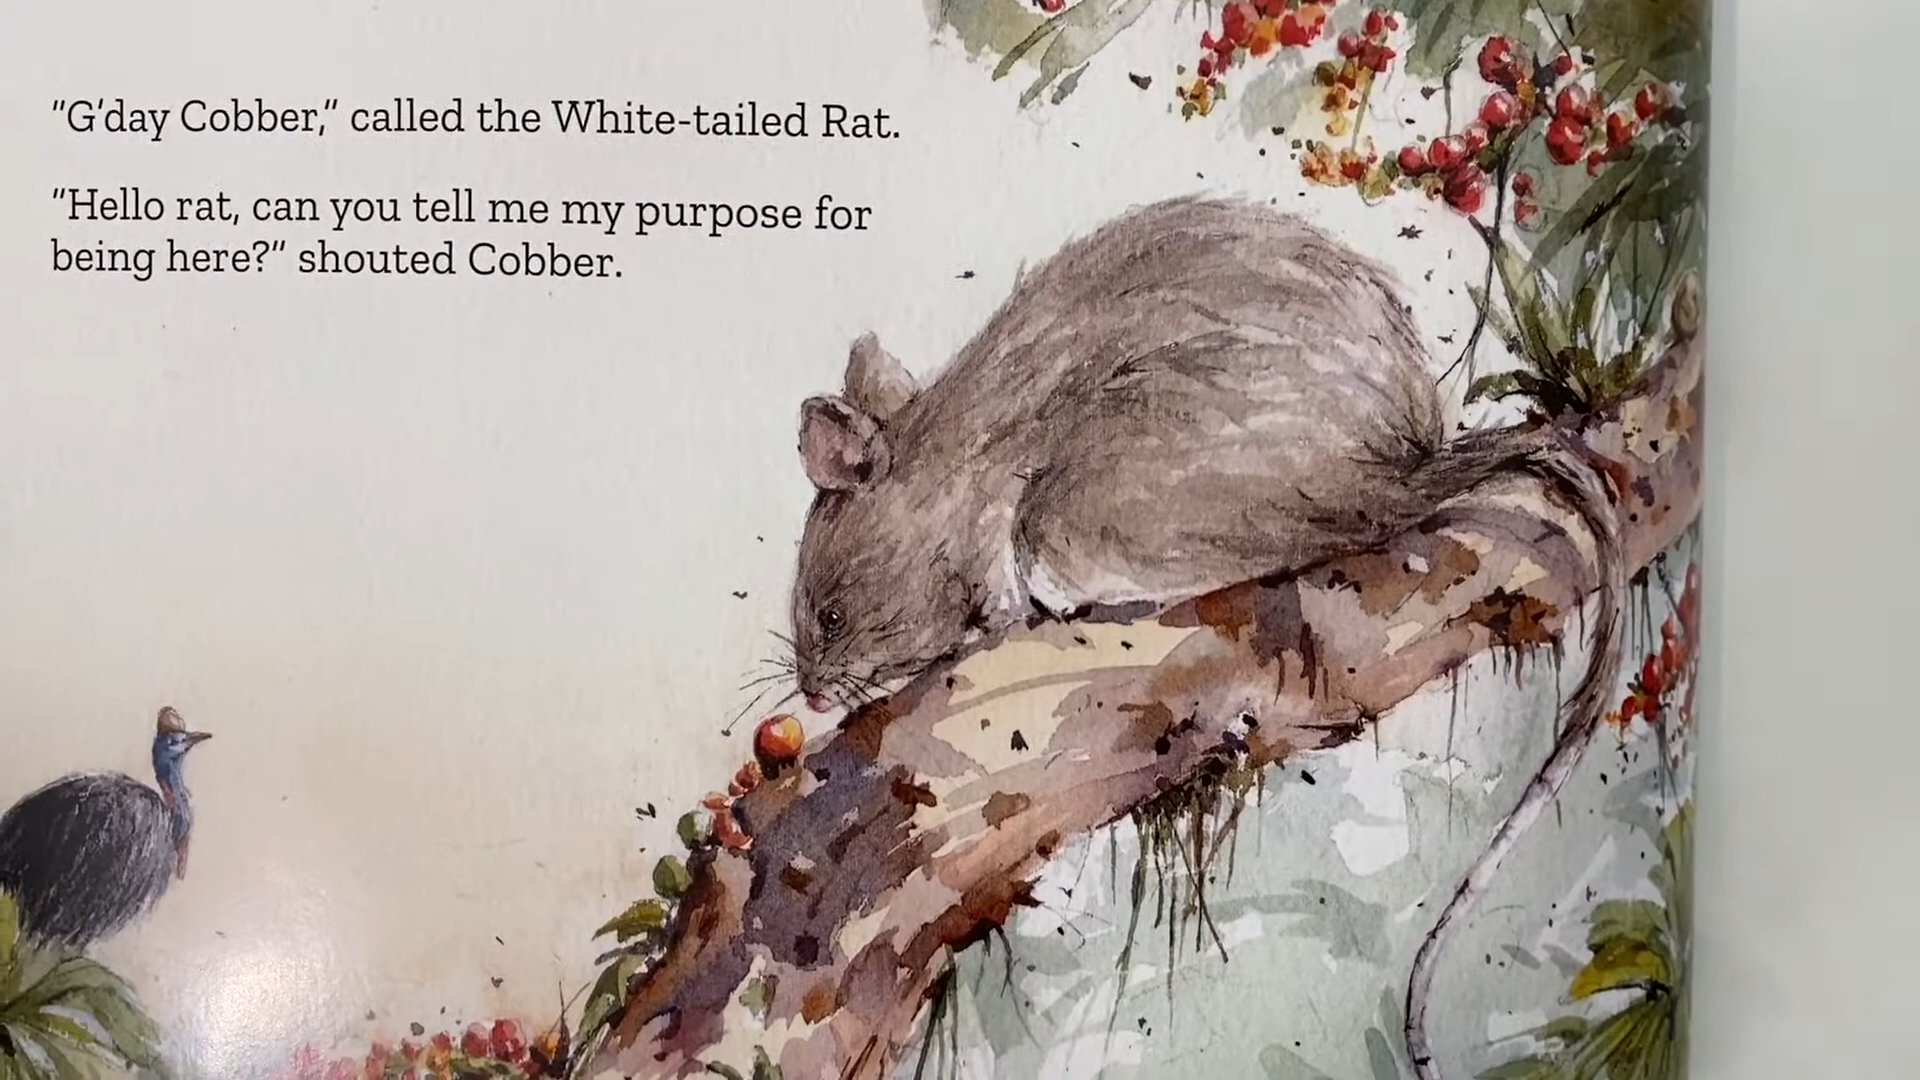 "G'day Cobber," called the White-tailed Rat.
"Hello rat, can you tell me my purpose for
being here?" shouted Cobber.